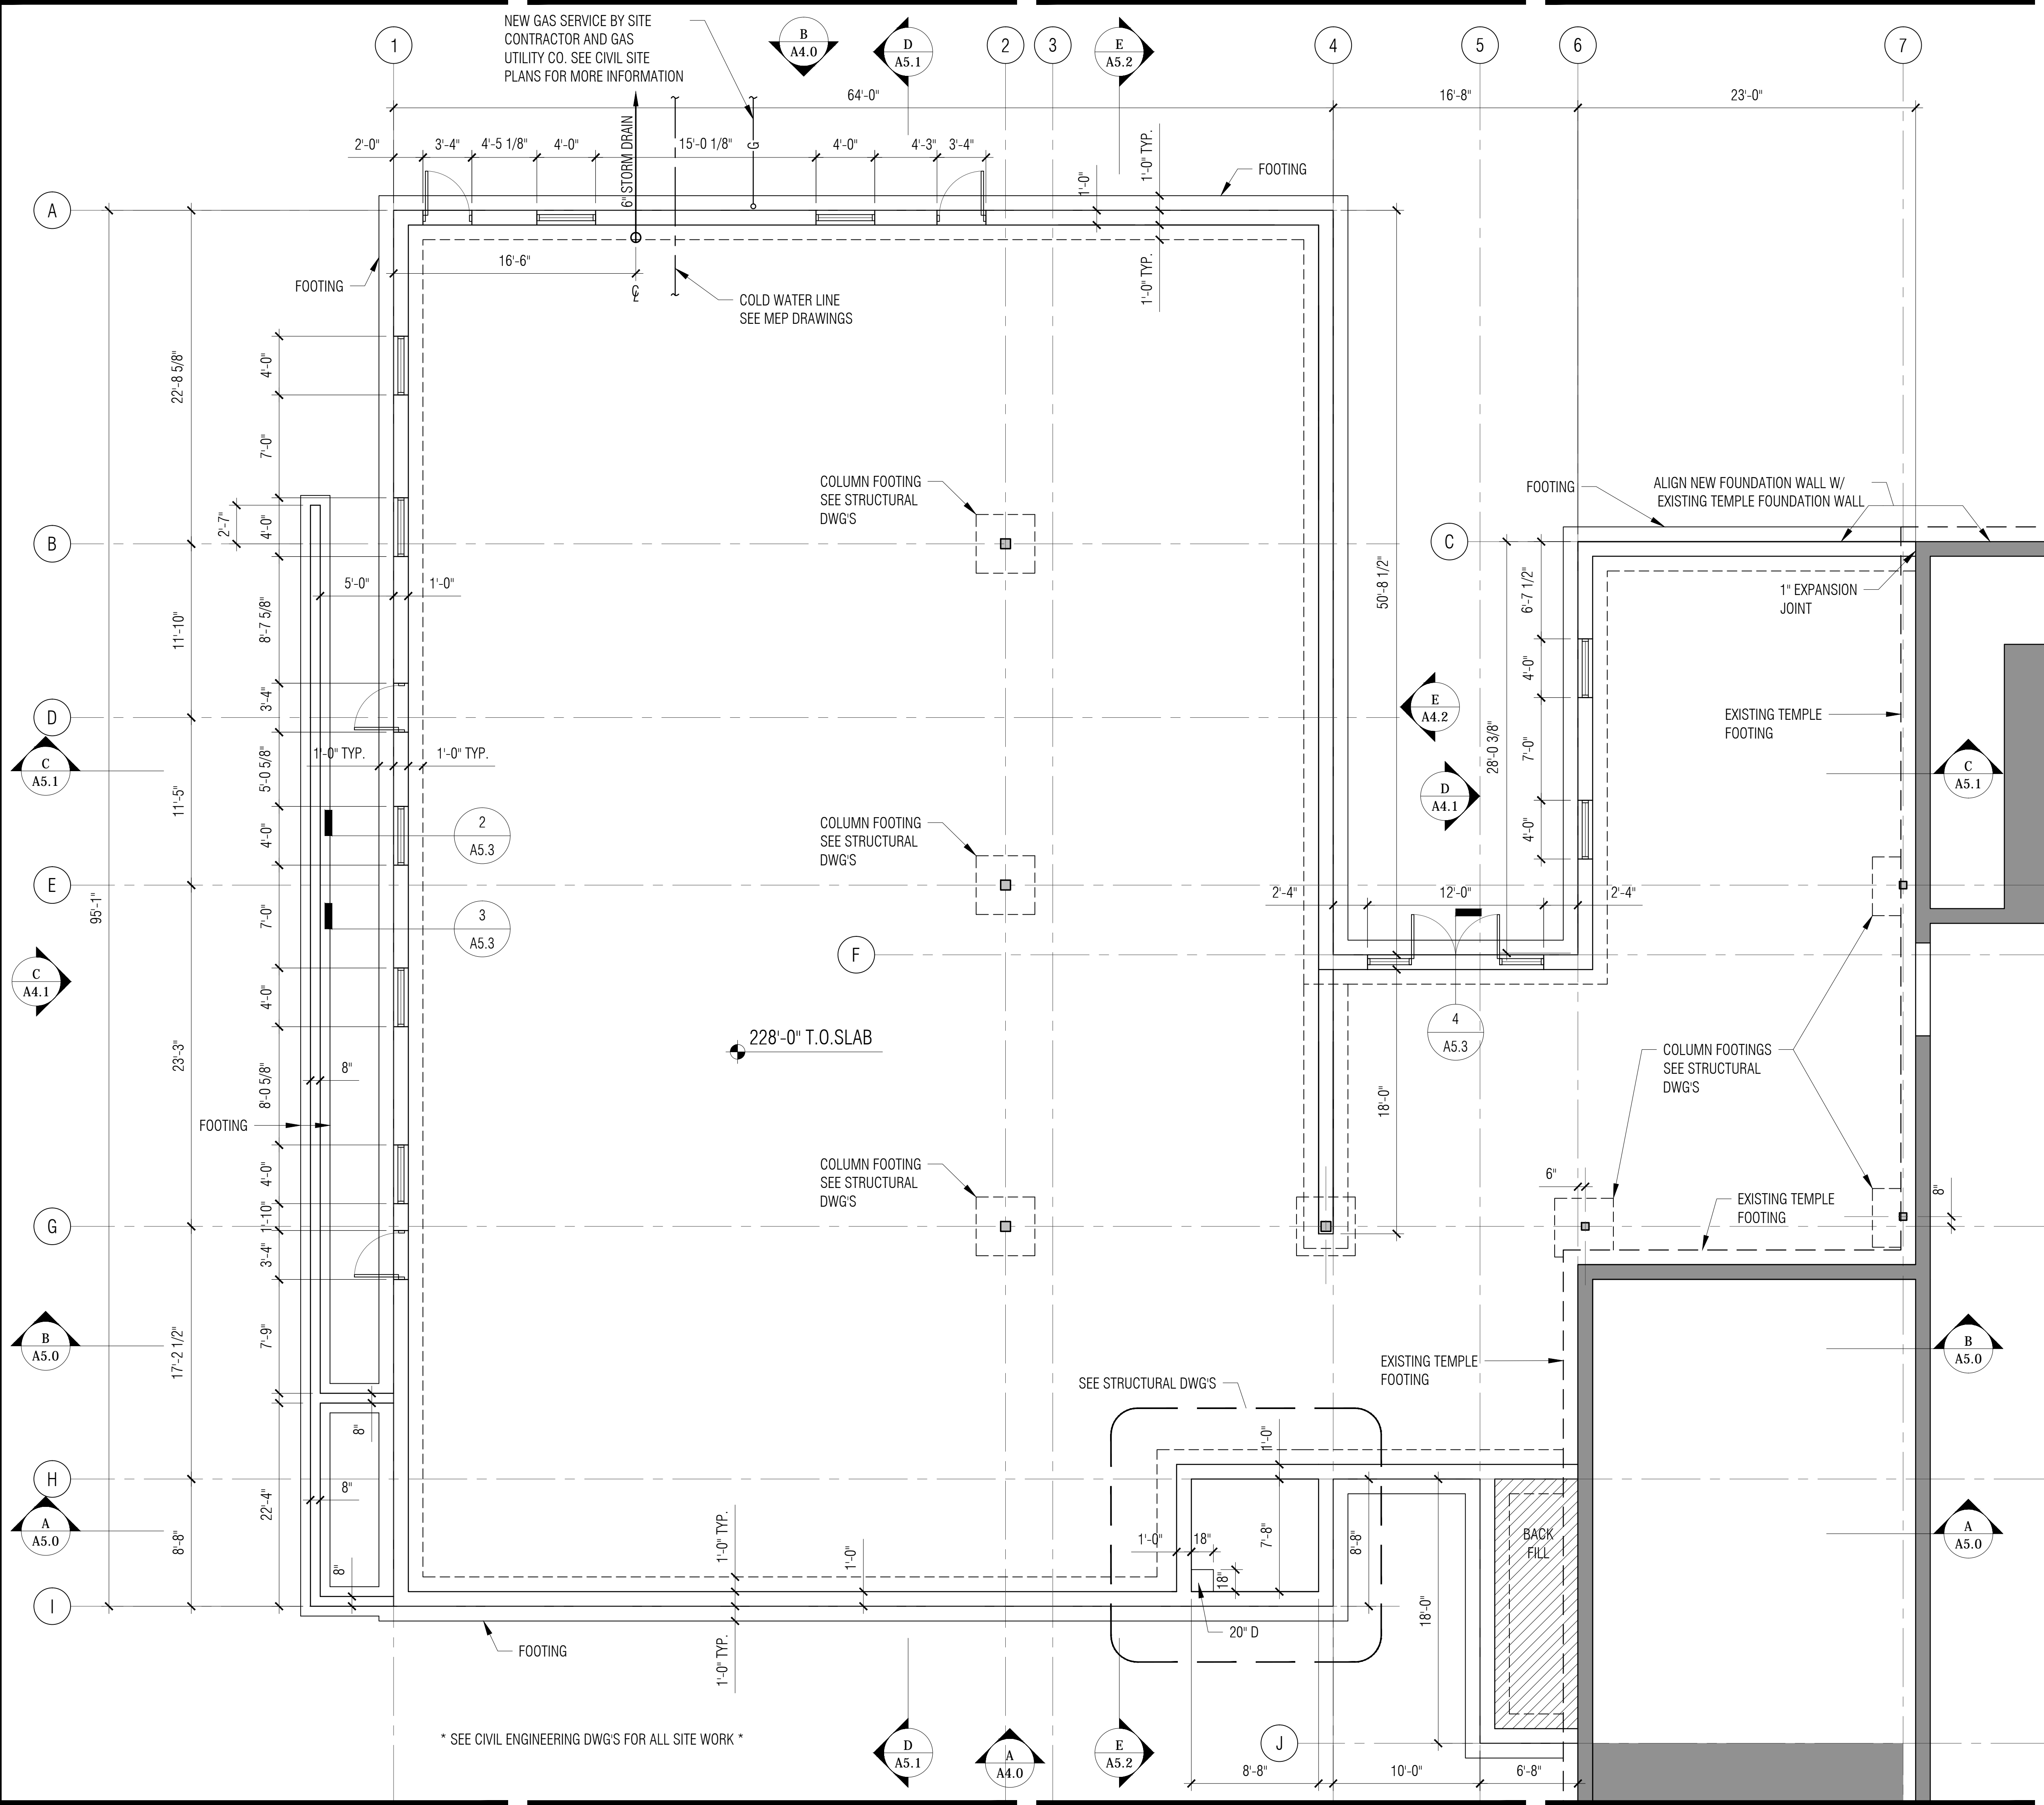 NEW GAS SERVICE BY SITE
CONTRACTOR AND GAS
UTILITY CO. SEE CIVIL SITE
PLANS FOR MORE INFORMATION
1
B
A4.0
D
A5.1
2
3
E
A5.2
4
5
6
7
64'-0"
16'-8"
23'-0"
2'-0"
3'-4"
4'-5 1/8"
4'-0"
6" STORM DRAIN
15'-0 1/8"
G
4'-0"
4'-3"
3'-4"
1'-0"
1'-0" TYP.
1'-0" TYP.
FOOTING
A
16'-6"
℄
FOOTING
COLD WATER LINE
SEE MEP DRAWINGS
22'-8 5/8"
4'-0"
7'-0"
4'-0"
2'-7"
COLUMN FOOTING
SEE STRUCTURAL
DWG'S
FOOTING
ALIGN NEW FOUNDATION WALL W/
EXISTING TEMPLE FOUNDATION WALL
B
C
5'-0"
1'-0"
50'-8 1/2"
6'-7 1/2"
1" EXPANSION
JOINT
11'-10"
8'-7 5/8"
4'-0"
E
A4.2
D
3'-4"
EXISTING TEMPLE
FOOTING
28'-0 3/8"
7'-0"
C
A5.1
1'-0" TYP.
1'-0" TYP.
5'-0 5/8"
11'-5"
D
A4.1
C
A5.1
2
A5.3
4'-0"
COLUMN FOOTING
SEE STRUCTURAL
DWG'S
4'-0"
E
95'-1"
7'-0"
3
A5.3
2'-4"
12'-0"
2'-4"
F
C
A4.1
4'-0"
228'-0" T.O.SLAB
4
A5.3
COLUMN FOOTINGS
SEE STRUCTURAL
DWG'S
23'-3"
8'-0 5/8"
8"
18'-0"
FOOTING
COLUMN FOOTING
SEE STRUCTURAL
DWG'S
4'-0"
6"
EXISTING TEMPLE
FOOTING
8"
G
1'-10"
3'-4"
B
A5.0
17'-2 1/2"
7'-9"
EXISTING TEMPLE
FOOTING
B
A5.0
SEE STRUCTURAL DWG'S
8"
1'-0"
H
8"
22'-4"
A
A5.0
8'-8"
8"
1'-0" TYP.
1'-0"
1'-0"
18"
18"
7'-8"
8'-8"
BACK
FILL
A
A5.0
I
18'-0"
20" D
FOOTING
1'-0" TYP.
* SEE CIVIL ENGINEERING DWG'S FOR ALL SITE WORK *
D
A5.1
A
A4.0
E
A5.2
J
8'-8"
10'-0"
6'-8"